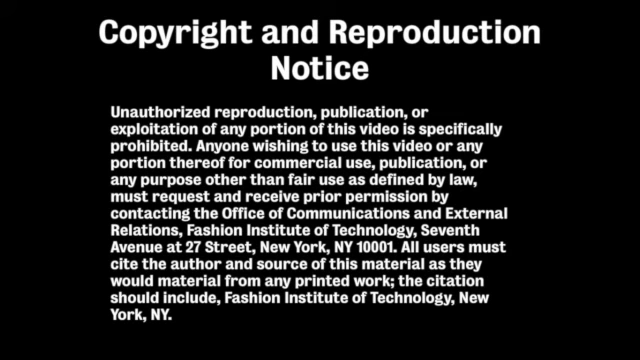 Copyright and Reproduction
Notice
Unauthorized reproduction, publication, or
exploitation of any portion of this video is specifically
prohibited. Anyone wishing to use this video or any
portion thereof for commercial use, publication, or
any purpose other than fair use as defined by law,
must request and receive prior permission by
contacting the Office of Communications and External
Relations, Fashion Institute of Technology, Seventh
Avenue at 27 Street, New York, NY 10001. All users must
cite the author and source of this material as they
would material from any printed work; the citation
should include, Fashion Institute of Technology, New
York, NY.